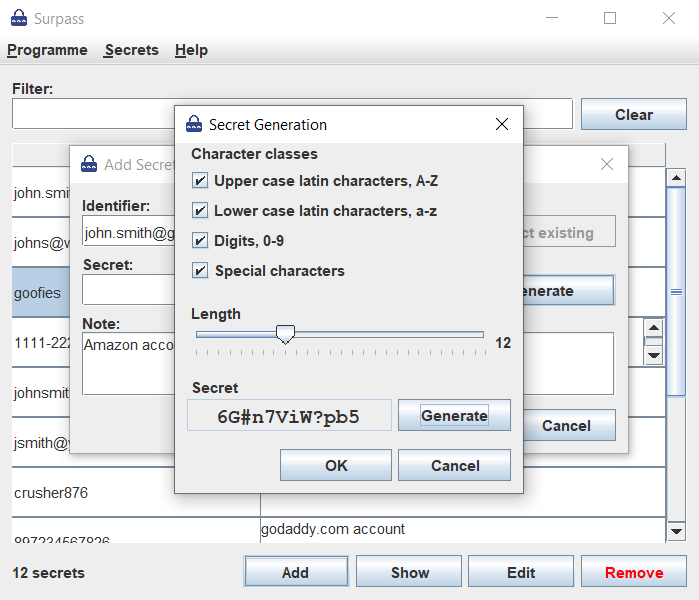 Surpass
Programme Secrets Help
Filter:
Clear
Secret Generation
Character classes
Upper case latin characters, A-Z
Lower case latin characters, a-z
Digits, 0-9
Special characters
Length
12
Secret
6G#n7ViW?pb5
Generate
OK Cancel
Add Secret
Identifier:
john.smith@g
existing
Secret:
Note:
Amazon acco
Cancel
john.smi
johns@w
goofies
1111-222
johnsmit
jsmith@y
crusher876
897234567826
godaddy.com account
12 secrets
Add Show Edit Remove